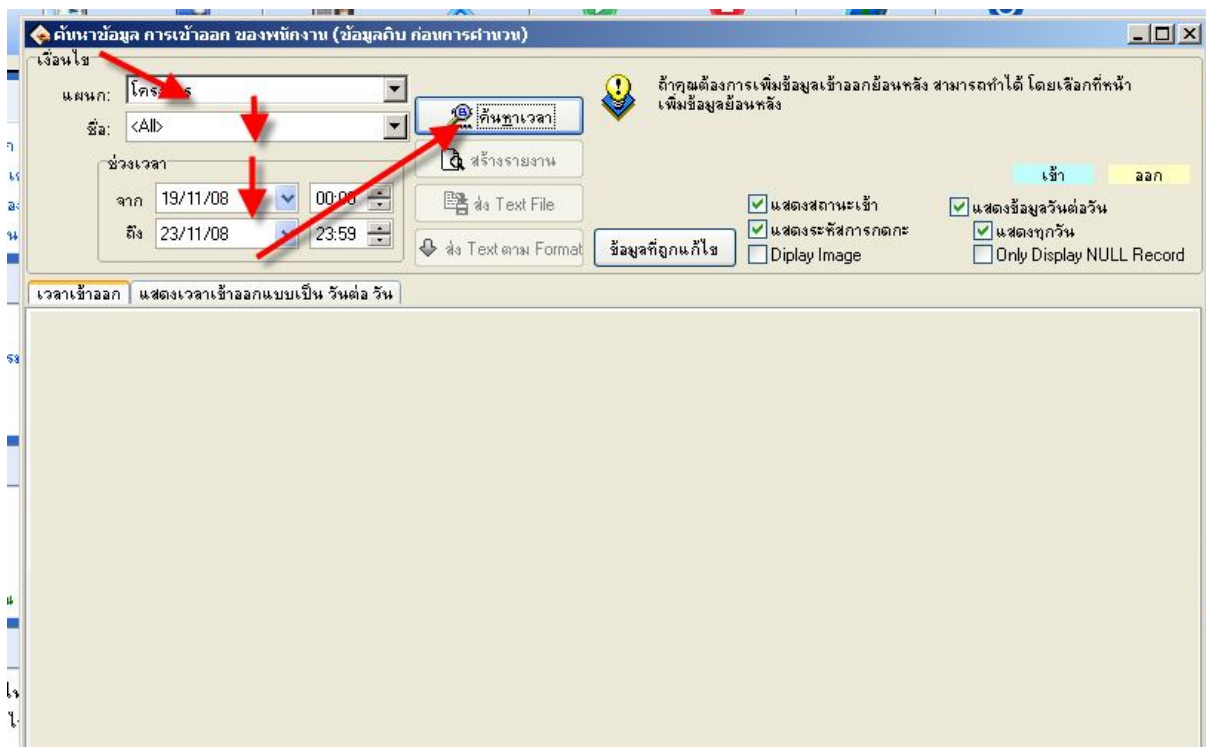 ค้นหาข้อมูล การเข้าออก ของพนักงาน (ข้อมูลดิบ ก่อนการคำนวน)
เงื่อนไข
แผนก:
ชื่อ: <All>
ช่วงเวลา
จาก 19/11/08 00:00
ถึง 23/11/08 23:59
ค้นหาเวลา
สร้างรายงาน
ส่ง Text File
ส่ง Text ตาม Format
ถ้าคุณต้องการเพิ่มข้อมูลเข้าออกย้อนหลัง สามารถทำได้ โดยเลือกที่หน้า
เพิ่มข้อมูลย้อนหลัง
เข้า ออก
ข้อมูลที่ถูกแก้ไข
แสดงสถานะเข้า
แสดงรหัสการกดกะ
Diplay Image
แสดงข้อมูลวันต่อวัน
แสดงทุกวัน
Only Display NULL Record
เวลาเข้าออก แสดงเวลาเข้าออกแบบเป็น วันต่อ วัน